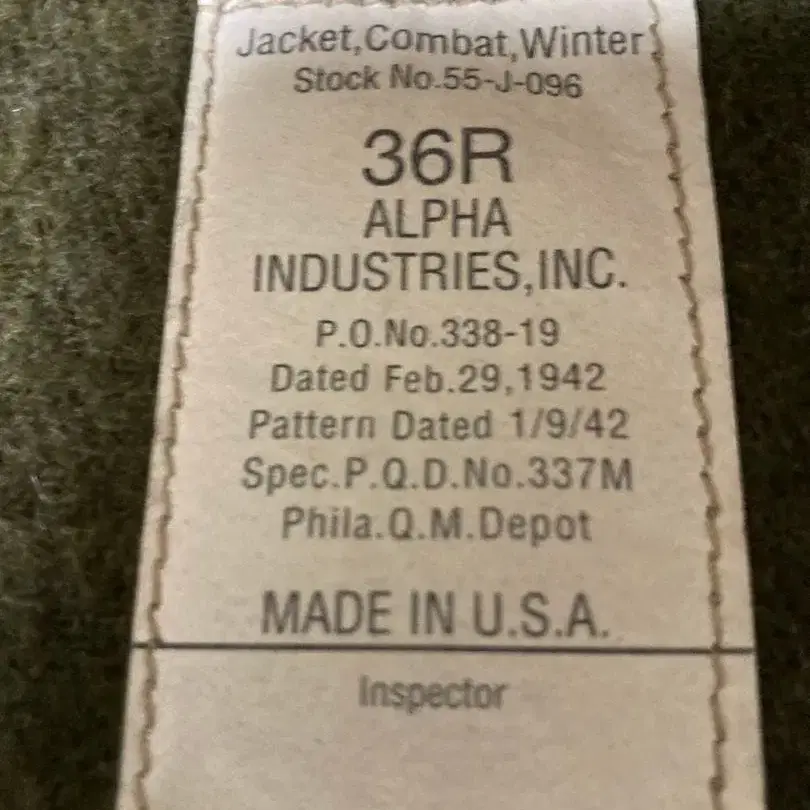 Jacket,Combat,Winter
Stock No.55-J-096
36R
ALPHA
INDUSTRIES,INC.
P.O.No.338-19
Dated Feb.29,1942
Pattern Dated 1/9/42
Spec.P.Q.D.No.337M
Phila.Q.M.Depot
MADE IN U.S.A.
Inspector